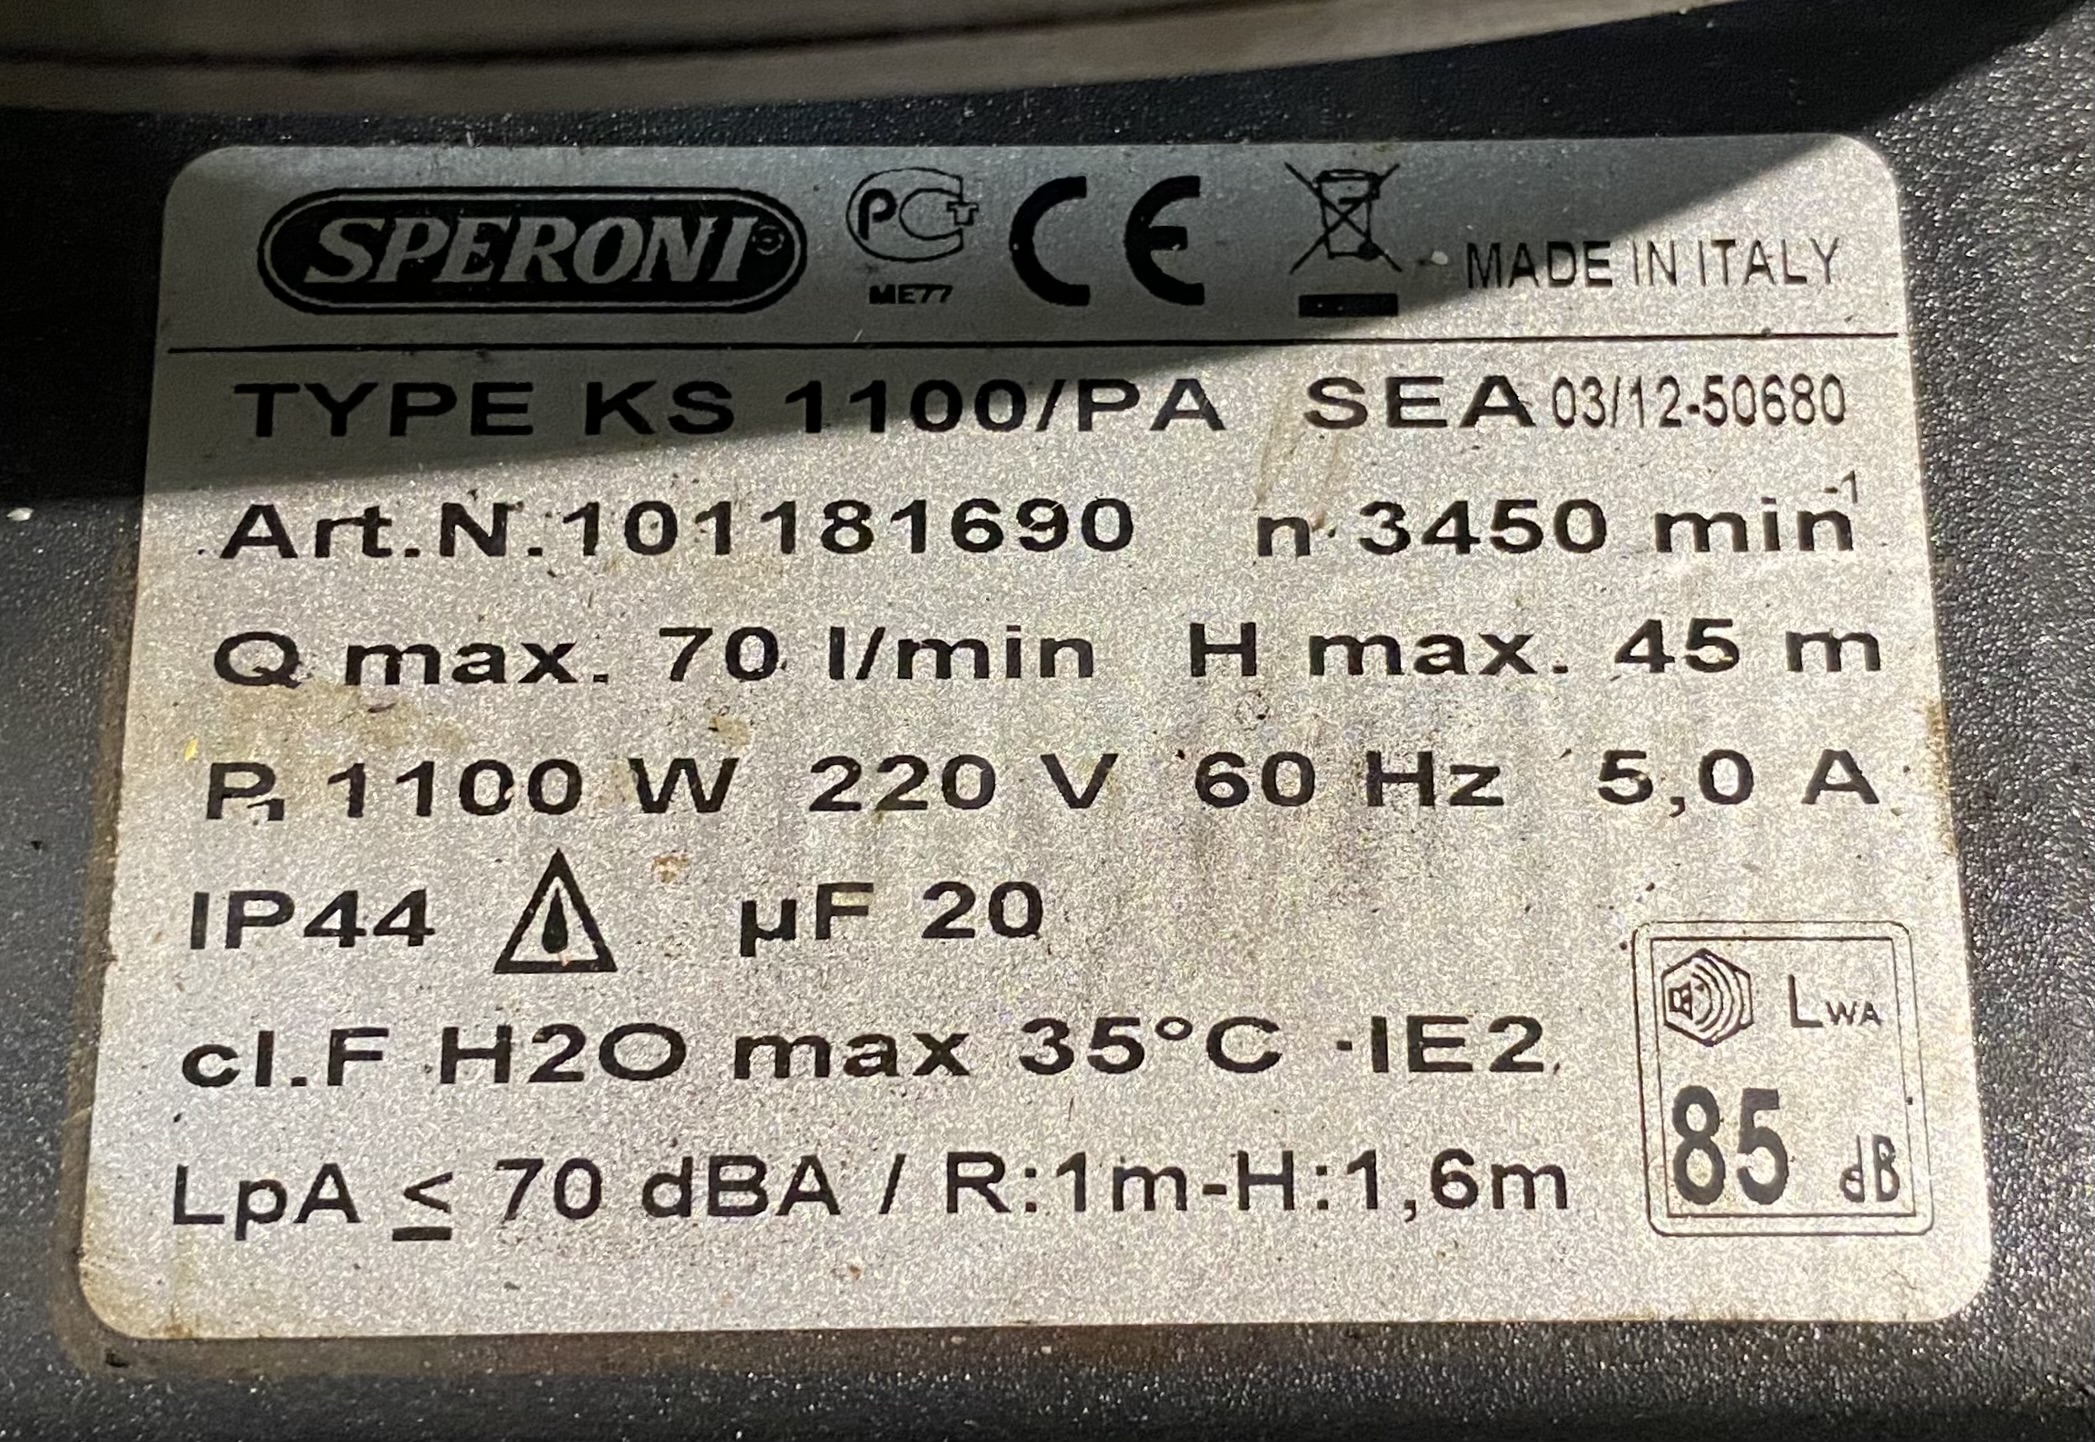 SPERONI® PCT ME77 CE MADE IN ITALY
TYPE KS 1100/PA SEA 03/12-50680
Art.N.101181690 n 3450 min⁻¹
Q max. 70 l/min H max. 45 m
P₁ 1100 W 220 V 60 Hz 5,0 A
IP44 µF 20
cl.F H2O max 35°C IE2
LWA
85 dB
LpA ≤ 70 dBA / R:1m-H:1,6m